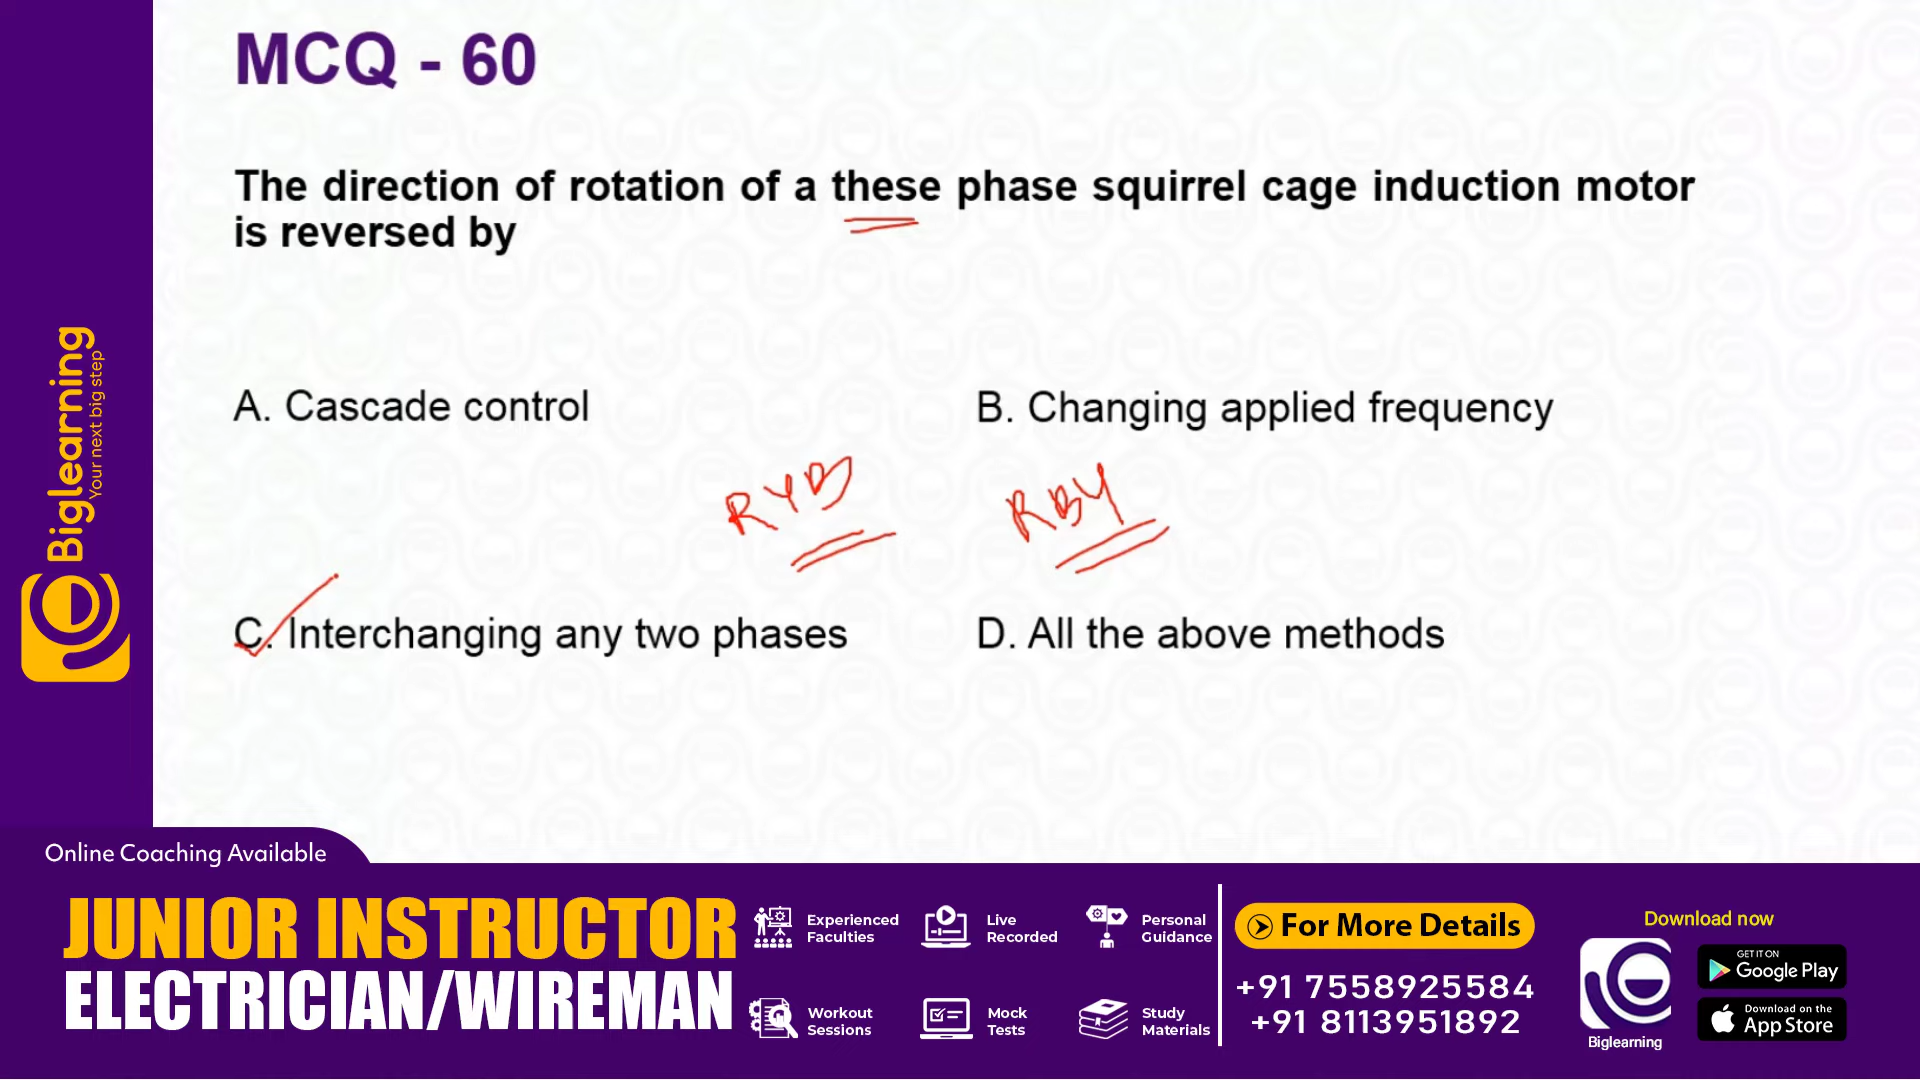 MCQ - 60
The direction of rotation of a these phase squirrel cage induction motor
is reversed by
A. Cascade control
B. Changing applied frequency
RYB
RBY
C. Interchanging any two phases
D. All the above methods
Biglearning
Your next big step
Online Coaching Available
JUNIOR INSTRUCTOR
ELECTRICIAN/WIREMAN
Experienced
Faculties
Live
Recorded
Personal
Guidance
Workout
Sessions
Mock
Tests
Study
Materials
For More Details
+91 7558925584
+91 8113951892
Download now
Biglearning
GET IT ON
Google Play
Download on the
App Store